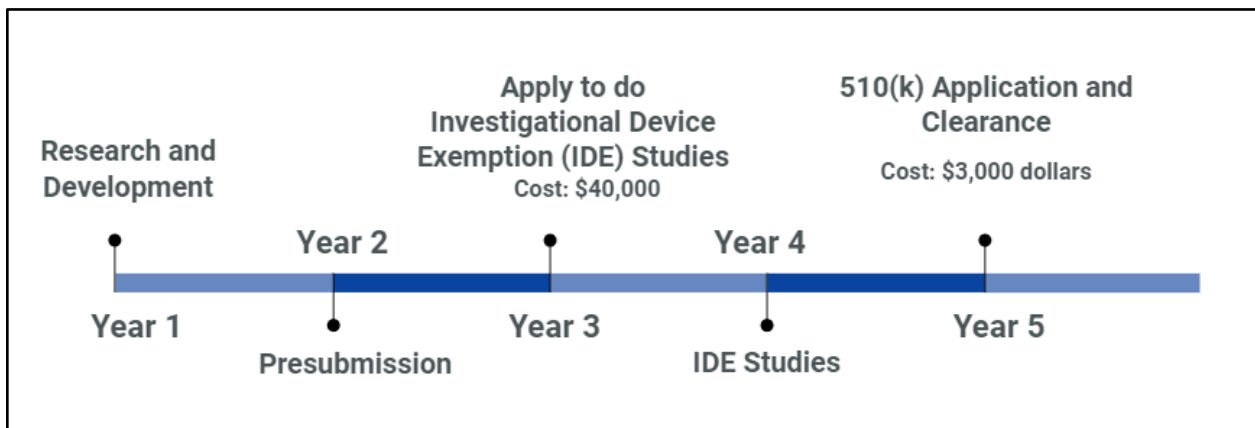 Research and
Development
Year 1
Year 2
Presubmission
Apply to do
Investigational Device
Exemption (IDE) Studies
Cost: $40,000
Year 3
Year 4
IDE Studies
510(k) Application and
Clearance
Cost: $3,000 dollars
Year 5